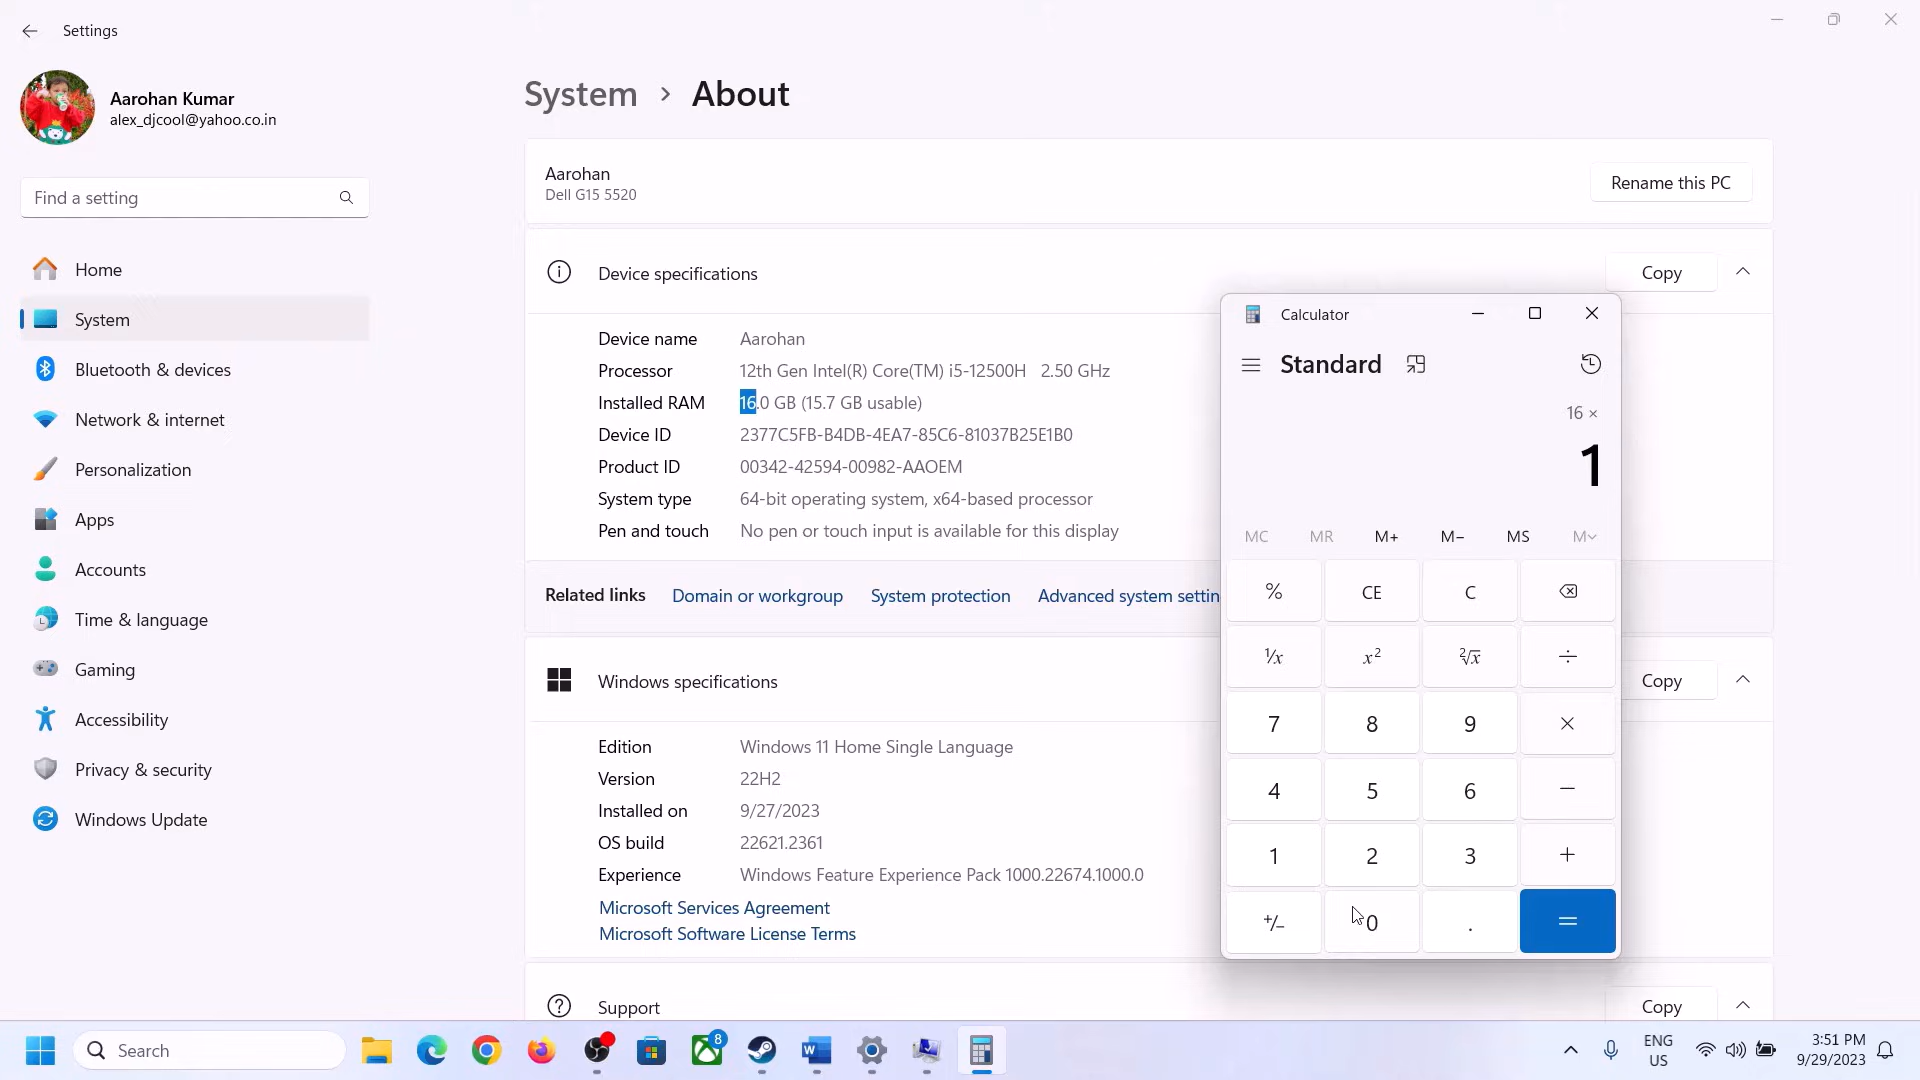 Settings
Aarohan Kumar
alex_djcool@yahoo.co.in
Find a setting
Home
System
Bluetooth & devices
Network & internet
Personalization
Apps
Accounts
Time & language
Gaming
Accessibility
Privacy & security
Windows Update
System > About
Aarohan
Dell G15 5520
Rename this PC
Device specifications
Copy
Device name Aarohan
Processor 12th Gen Intel(R) Core(TM) i5-12500H 2.50 GHz
Installed RAM 16.0 GB (15.7 GB usable)
Device ID 2377C5FB-B4DB-4EA7-85C6-81037B25E1B0
Product ID 00342-42594-00982-AAOEM
System type 64-bit operating system, x64-based processor
Pen and touch No pen or touch input is available for this display
Related links Domain or workgroup System protection Advanced system settin
Windows specifications
Copy
Edition Windows 11 Home Single Language
Version 22H2
Installed on 9/27/2023
OS build 22621.2361
Experience Windows Feature Experience Pack 1000.22674.1000.0
Microsoft Services Agreement
Microsoft Software License Terms
Support
Copy
Calculator
Standard
16 ×
1
MC MR M+ M− MS M
% CE C
⅟x x² ²√x ÷
7 8 9 ×
4 5 6 −
1 2 3 +
+/− 0 . =
Search
8
ENG
US
3:51 PM
9/29/2023